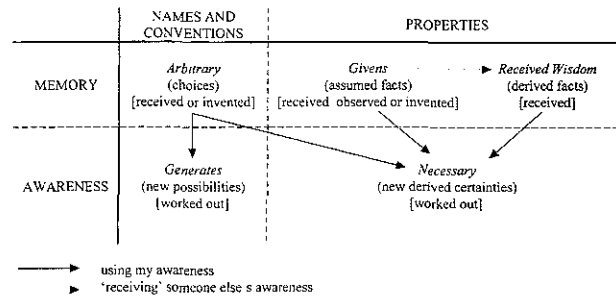 NAMES AND
CONVENTIONS
PROPERTIES
MEMORY
Arbitrary
(choices)
[received or invented]
Givens
(assumed facts)
[received observed or invented]
Received Wisdom
(derived facts)
[received]
AWARENESS
Generates
(new possibilities)
[worked out]
Necessary
(new derived certainties)
[worked out]
using my awareness
'receiving' someone else s awareness